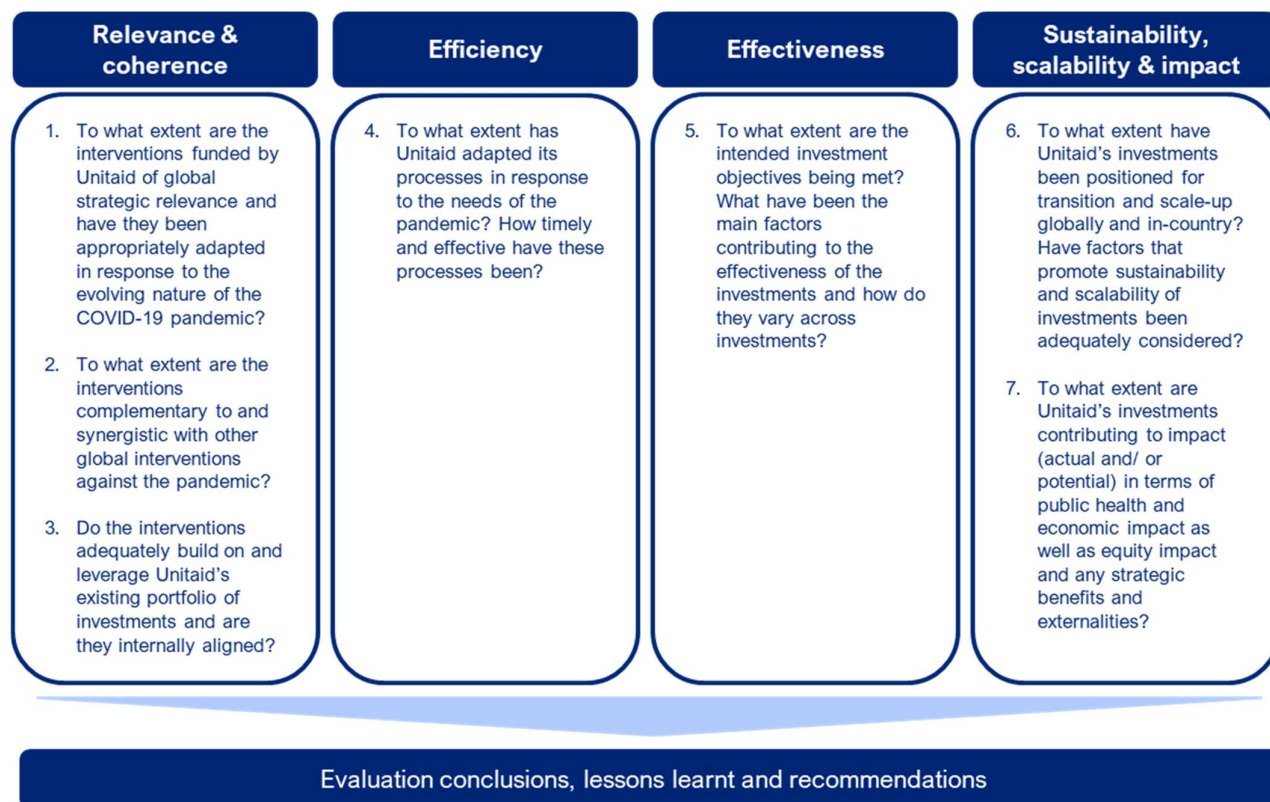 Relevance &
coherence
1. To what extent are the
interventions funded by
Unitaid of global
strategic relevance and
have they been
appropriately adapted
in response to the
evolving nature of the
COVID-19 pandemic?
2. To what extent are the
interventions
complementary to and
synergistic with other
global interventions
against the pandemic?
3. Do the interventions
adequately build on and
leverage Unitaid's
existing portfolio of
investments and are
they internally aligned?
Efficiency
4. To what extent has
Unitaid adapted its
processes in response
to the needs of the
pandemic? How timely
and effective have these
processes been?
Effectiveness
5. To what extent are the
intended investment
objectives being met?
What have been the
main factors
contributing to the
effectiveness of the
investments and how do
they vary across
investments?
Sustainability,
scalability & impact
6. To what extent have
Unitaid's investments
been positioned for
transition and scale-up
globally and in-country?
Have factors that
promote sustainability
and scalability of
investments been
adequately considered?
7. To what extent are
Unitaid's investments
contributing to impact
(actual and/ or
potential) in terms of
public health and
economic impact as
well as equity impact
and any strategic
benefits and
externalities?
Evaluation conclusions, lessons learnt and recommendations